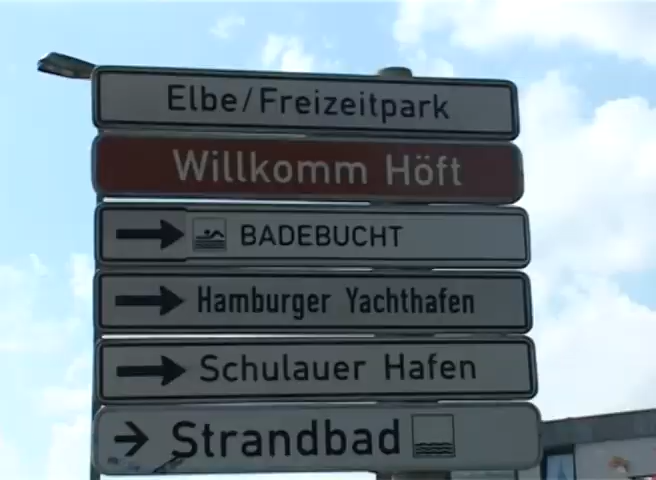 Elbe/Freizeitpark
Willkomm Höft
BADEBUCHT
Hamburger Yachthafen
Schulauer Hafen
Strandbad